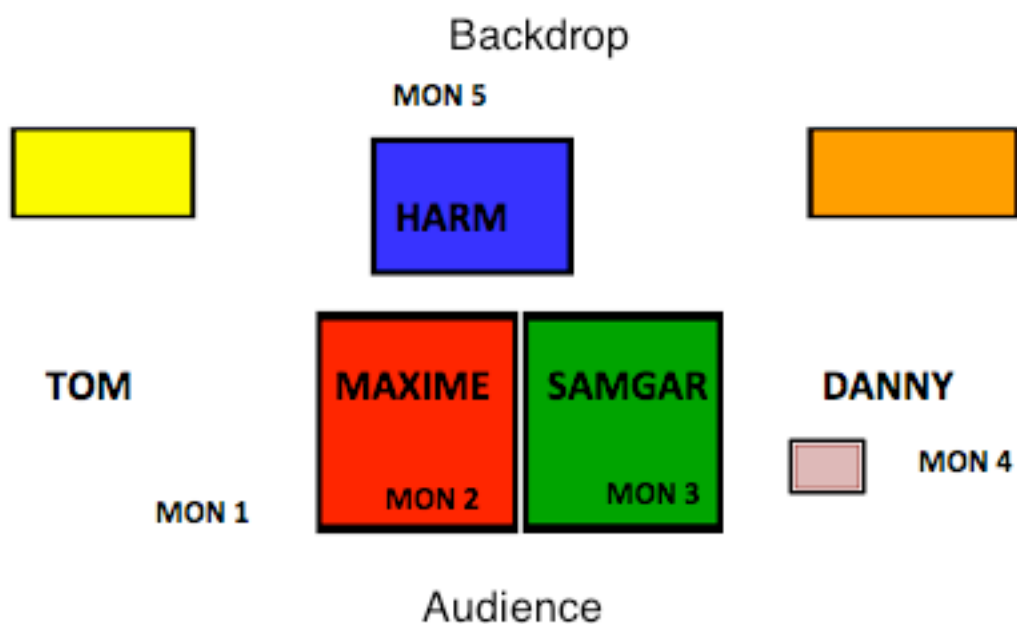 Backdrop
MON 5
HARM
TOM
MAXIME
SAMGAR
DANNY
MON 4
MON 1
MON 2
MON 3
Audience